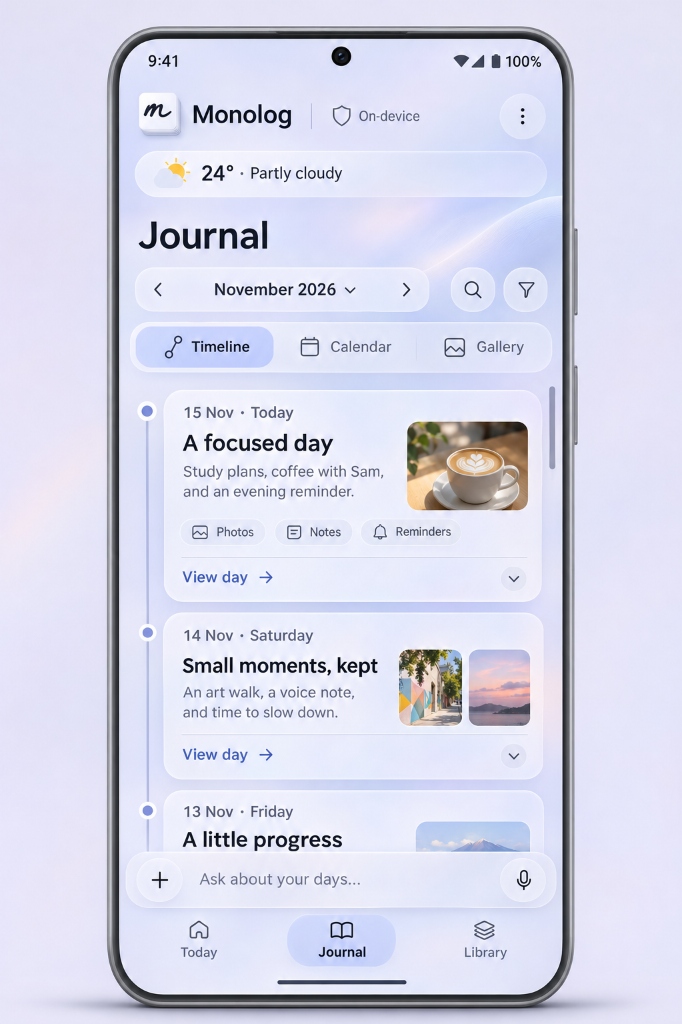 9:41
100%
m
Monolog
On-device
24° · Partly cloudy
Journal
November 2026
Timeline
Calendar
Gallery
15 Nov · Today
A focused day
Study plans, coffee with Sam,
and an evening reminder.
Photos
Notes
Reminders
View day →
14 Nov · Saturday
Small moments, kept
An art walk, a voice note,
and time to slow down.
View day →
13 Nov · Friday
A little progress
Ask about your days...
Today
Journal
Library